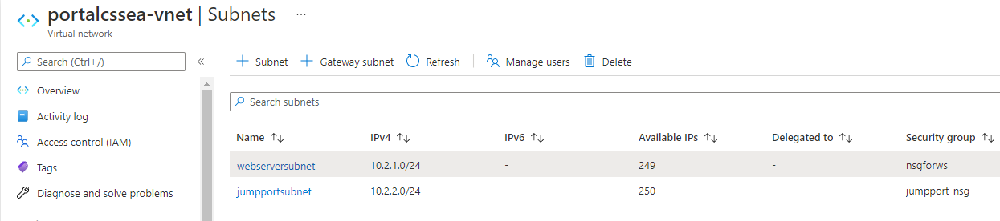 portalcssea-vnet | Subnets ...
Virtual network
Search (Ctrl+/)
«
Overview
Activity log
Access control (IAM)
Tags
Diagnose and solve problems
+ Subnet + Gateway subnet Refresh Manage users Delete
Search subnets
Name ↑↓ IPv4 ↑↓ IPv6 ↑↓ Available IPs ↑↓ Delegated to ↑↓ Security group ↑↓
webserversubnet 10.2.1.0/24 - 249 - nsgforws
jumpportsubnet 10.2.2.0/24 - 250 - jumpport-nsg